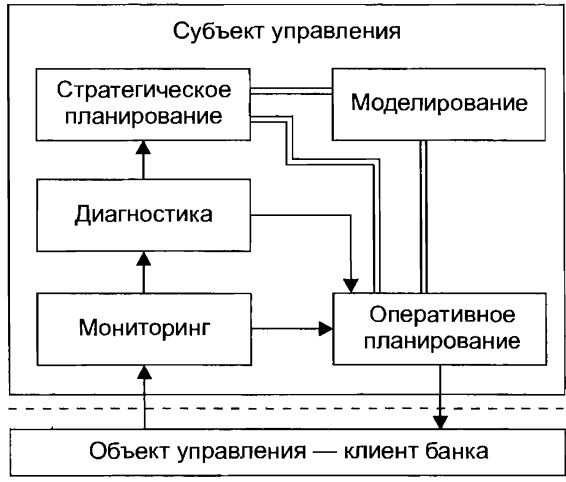 Субъект управления
Стратегическое
планирование
Моделирование
Диагностика
Мониторинг
Оперативное
планирование
Объект управления — клиент банка